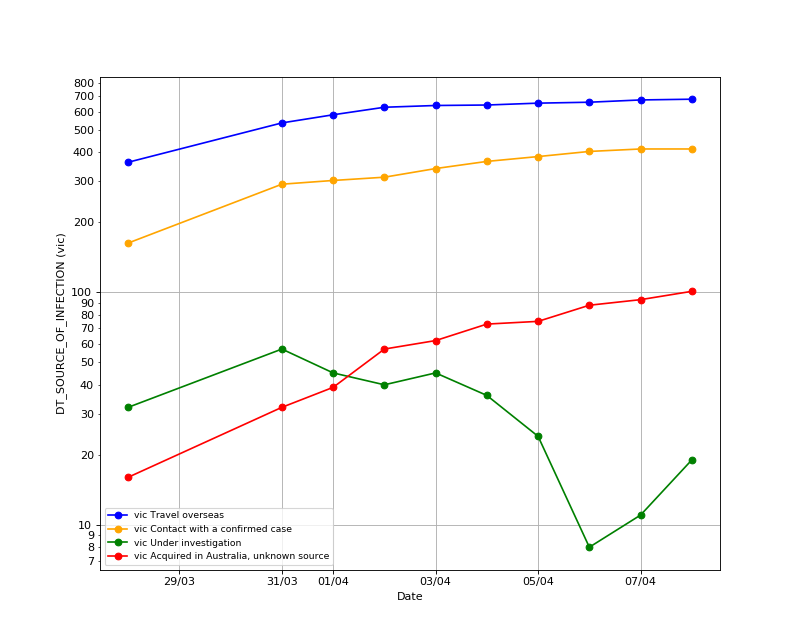 800
700
600
500
400
300
200
100
90
80
70
60
50
40
30
20
10
9
8
7
DT_SOURCE_OF_INFECTION (vic)
vic Travel overseas
vic Contact with a confirmed case
vic Under investigation
vic Acquired in Australia, unknown source
29/03 31/03 01/04 03/04 05/04 07/04
Date